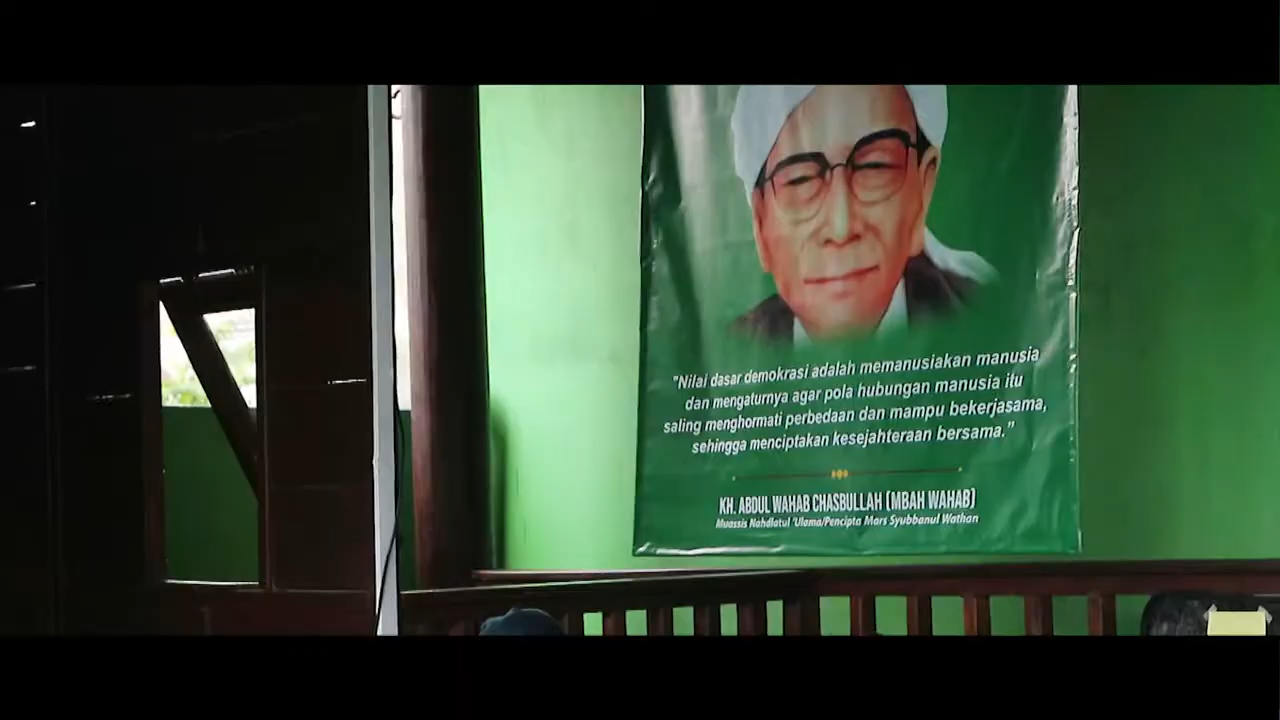 "Nilai dasar demokrasi adalah memanusiakan manusia
dan mengaturnya agar pola hubungan manusia itu
saling menghormati perbedaan dan mampu bekerjasama,
sehingga menciptakan kesejahteraan bersama."
KH. ABDUL WAHAB CHASBULLAH (MBAH WAHAB)
Muassis Nahdlatul 'Ulama/Pencipta Mars Syubbanul Wathan